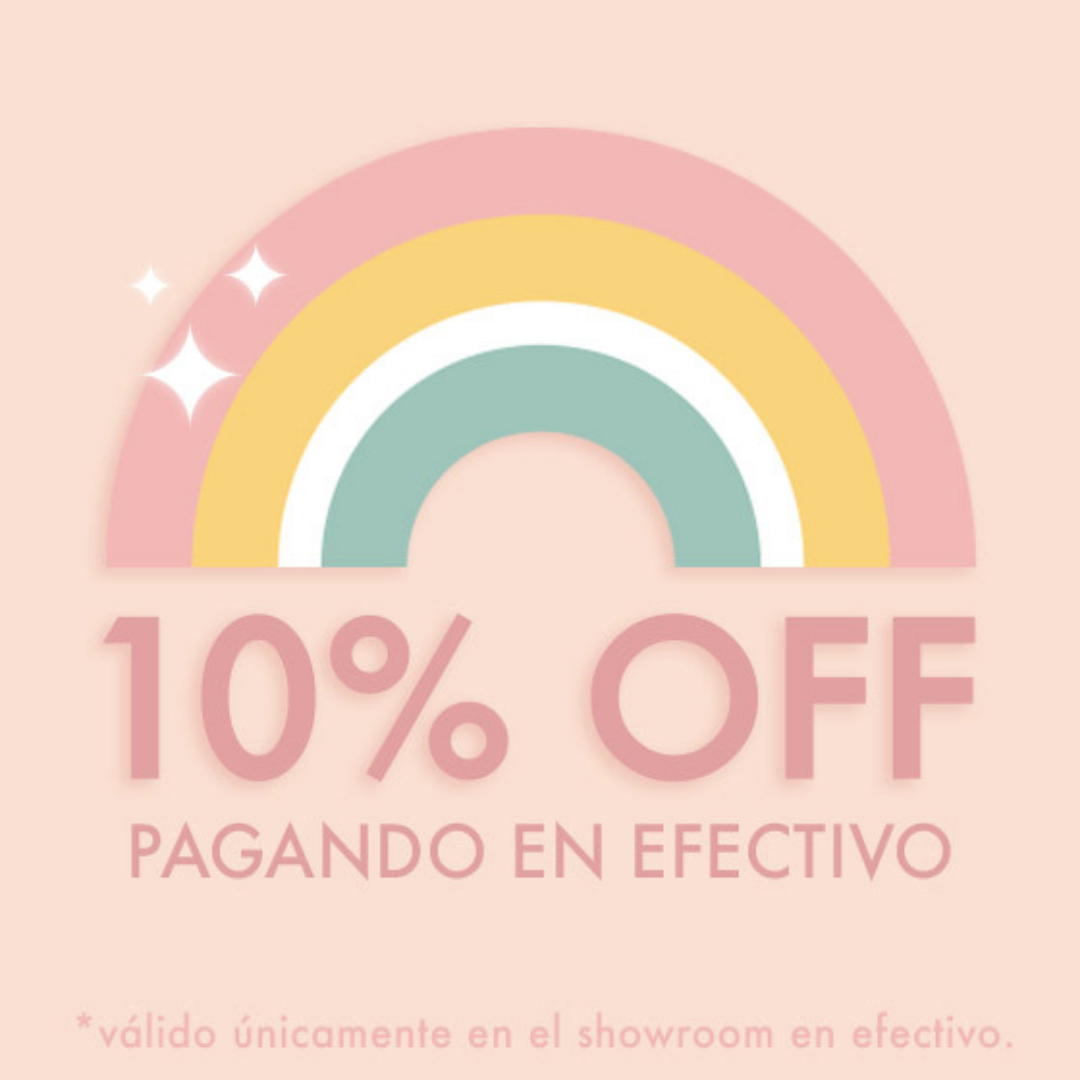 10% OFF
PAGANDO EN EFECTIVO
*válido únicamente en el showroom en efectivo.